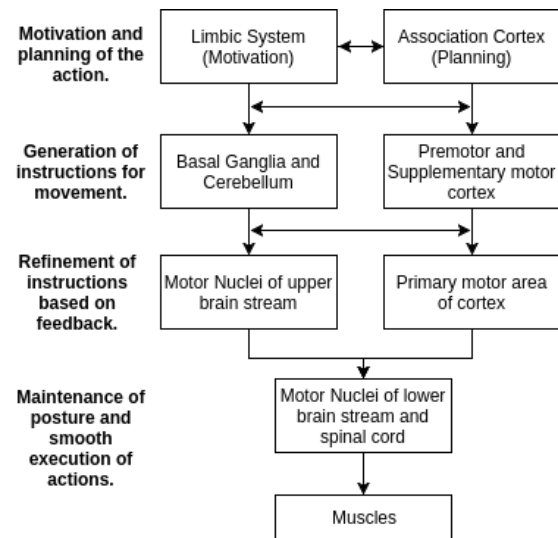 Motivation and
planning of the
action.
Limbic System
(Motivation)
Association Cortex
(Planning)
Generation of
instructions for
movement.
Basal Ganglia and
Cerebellum
Premotor and
Supplementary motor
cortex
Refinement of
instructions
based on
feedback.
Motor Nuclei of upper
brain stream
Primary motor area
of cortex
Maintenance of
posture and
smooth
execution of
actions.
Motor Nuclei of lower
brain stream and
spinal cord
Muscles